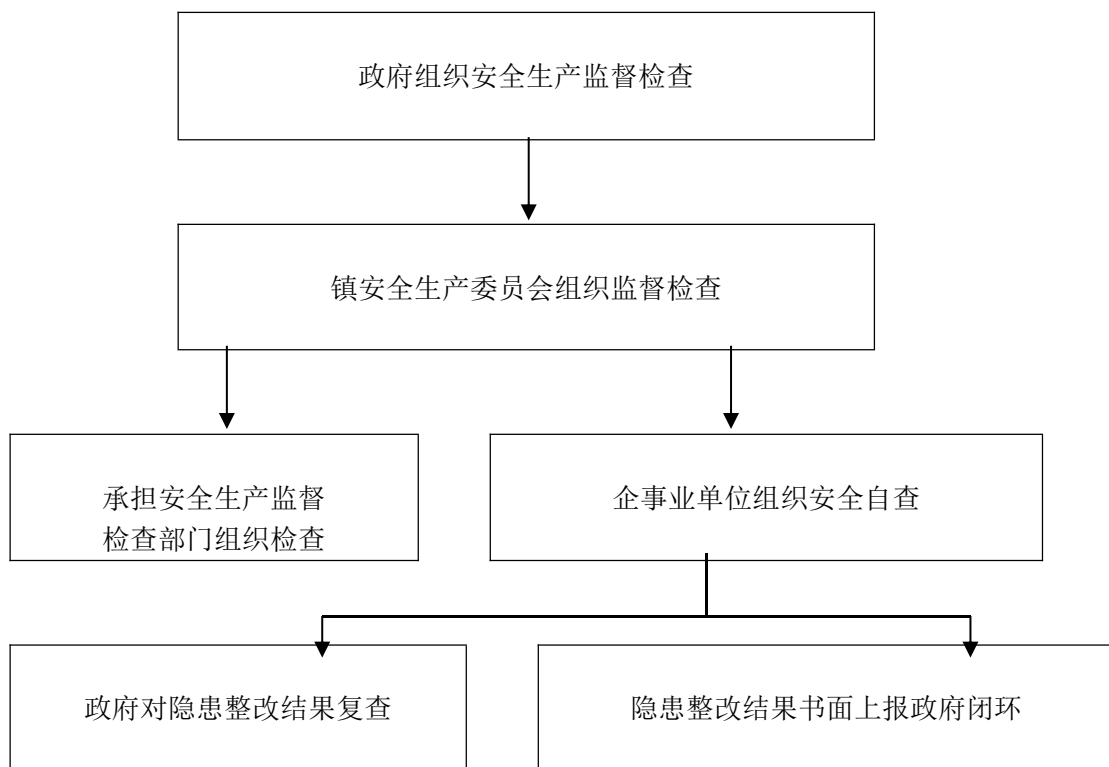 政府组织安全生产监督检查
镇安全生产委员会组织监督检查
承担安全生产监督
检查部门组织检查
企事业单位组织安全自查
政府对隐患整改结果复查
隐患整改结果书面上报政府闭环